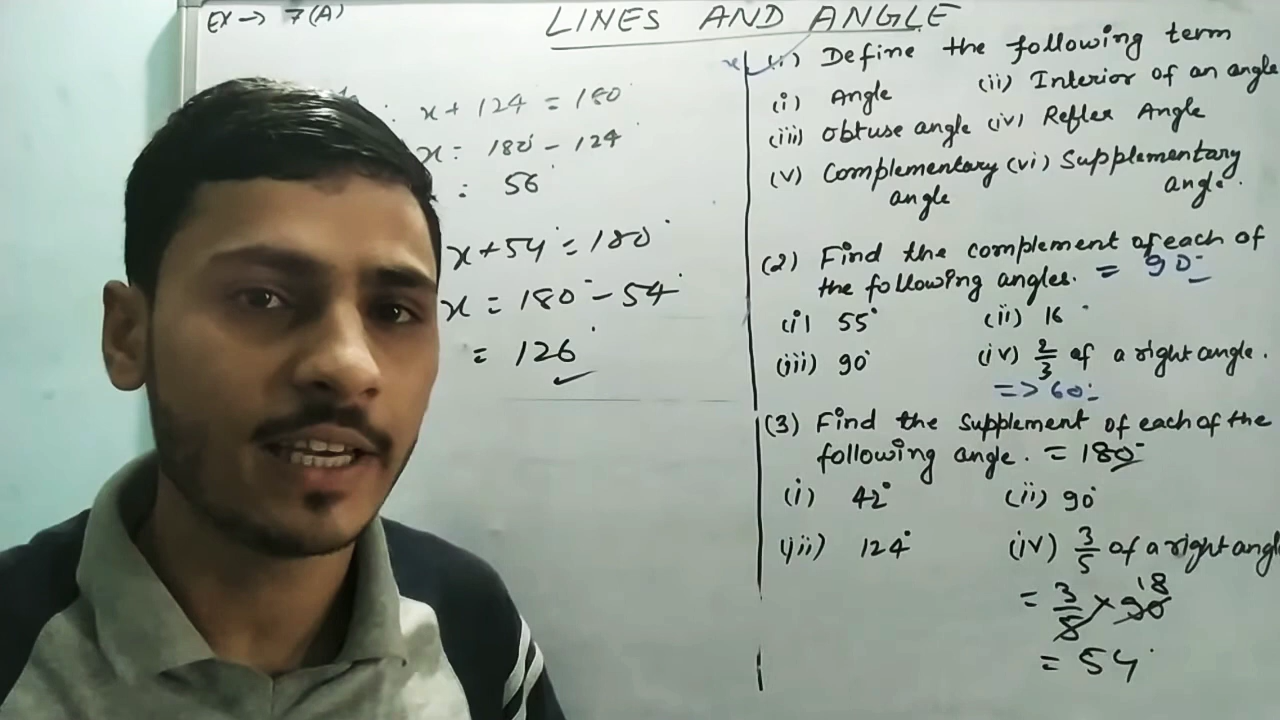 Ex → 7(A)
LINES AND ANGLE
x + 124 = 180°
x = 180° - 124
= 56°
x + 54° = 180°
x = 180° - 54°
= 126°
(1) Define the following term
(i) Angle (ii) Interior of an angle
(iii) obtuse angle (iv) Reflex Angle
(v) Complementary (vi) Supplementary
angle angle.
(2) Find the complement of each of
the following angles. = 90°
(i) 55° (ii) 16°
(iii) 90° (iv) 2/3 of a right angle.
=> 60°
(3) Find the supplement of each of the
following angle. = 180°
(i) 42° (ii) 90°
(iii) 124° (iv) 3/5 of a right angle
= 3/5 × 90 18
= 54°